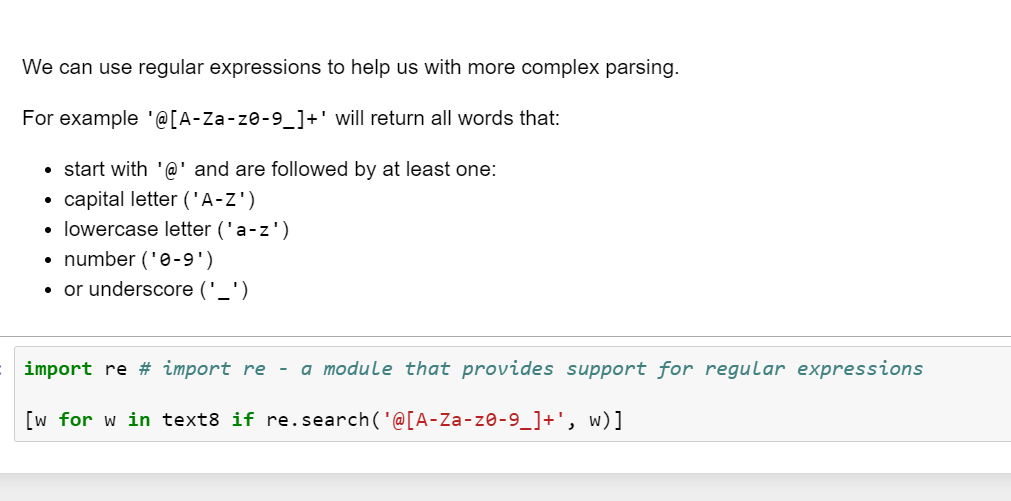 We can use regular expressions to help us with more complex parsing.
For example '@[A-Za-z0-9_]+' will return all words that:
• start with '@' and are followed by at least one:
• capital letter ('A-Z')
• lowercase letter ('a-z')
• number ('0-9')
• or underscore ('_')
import re # import re - a module that provides support for regular expressions
[w for w in text8 if re.search('@[A-Za-z0-9_]+', w)]